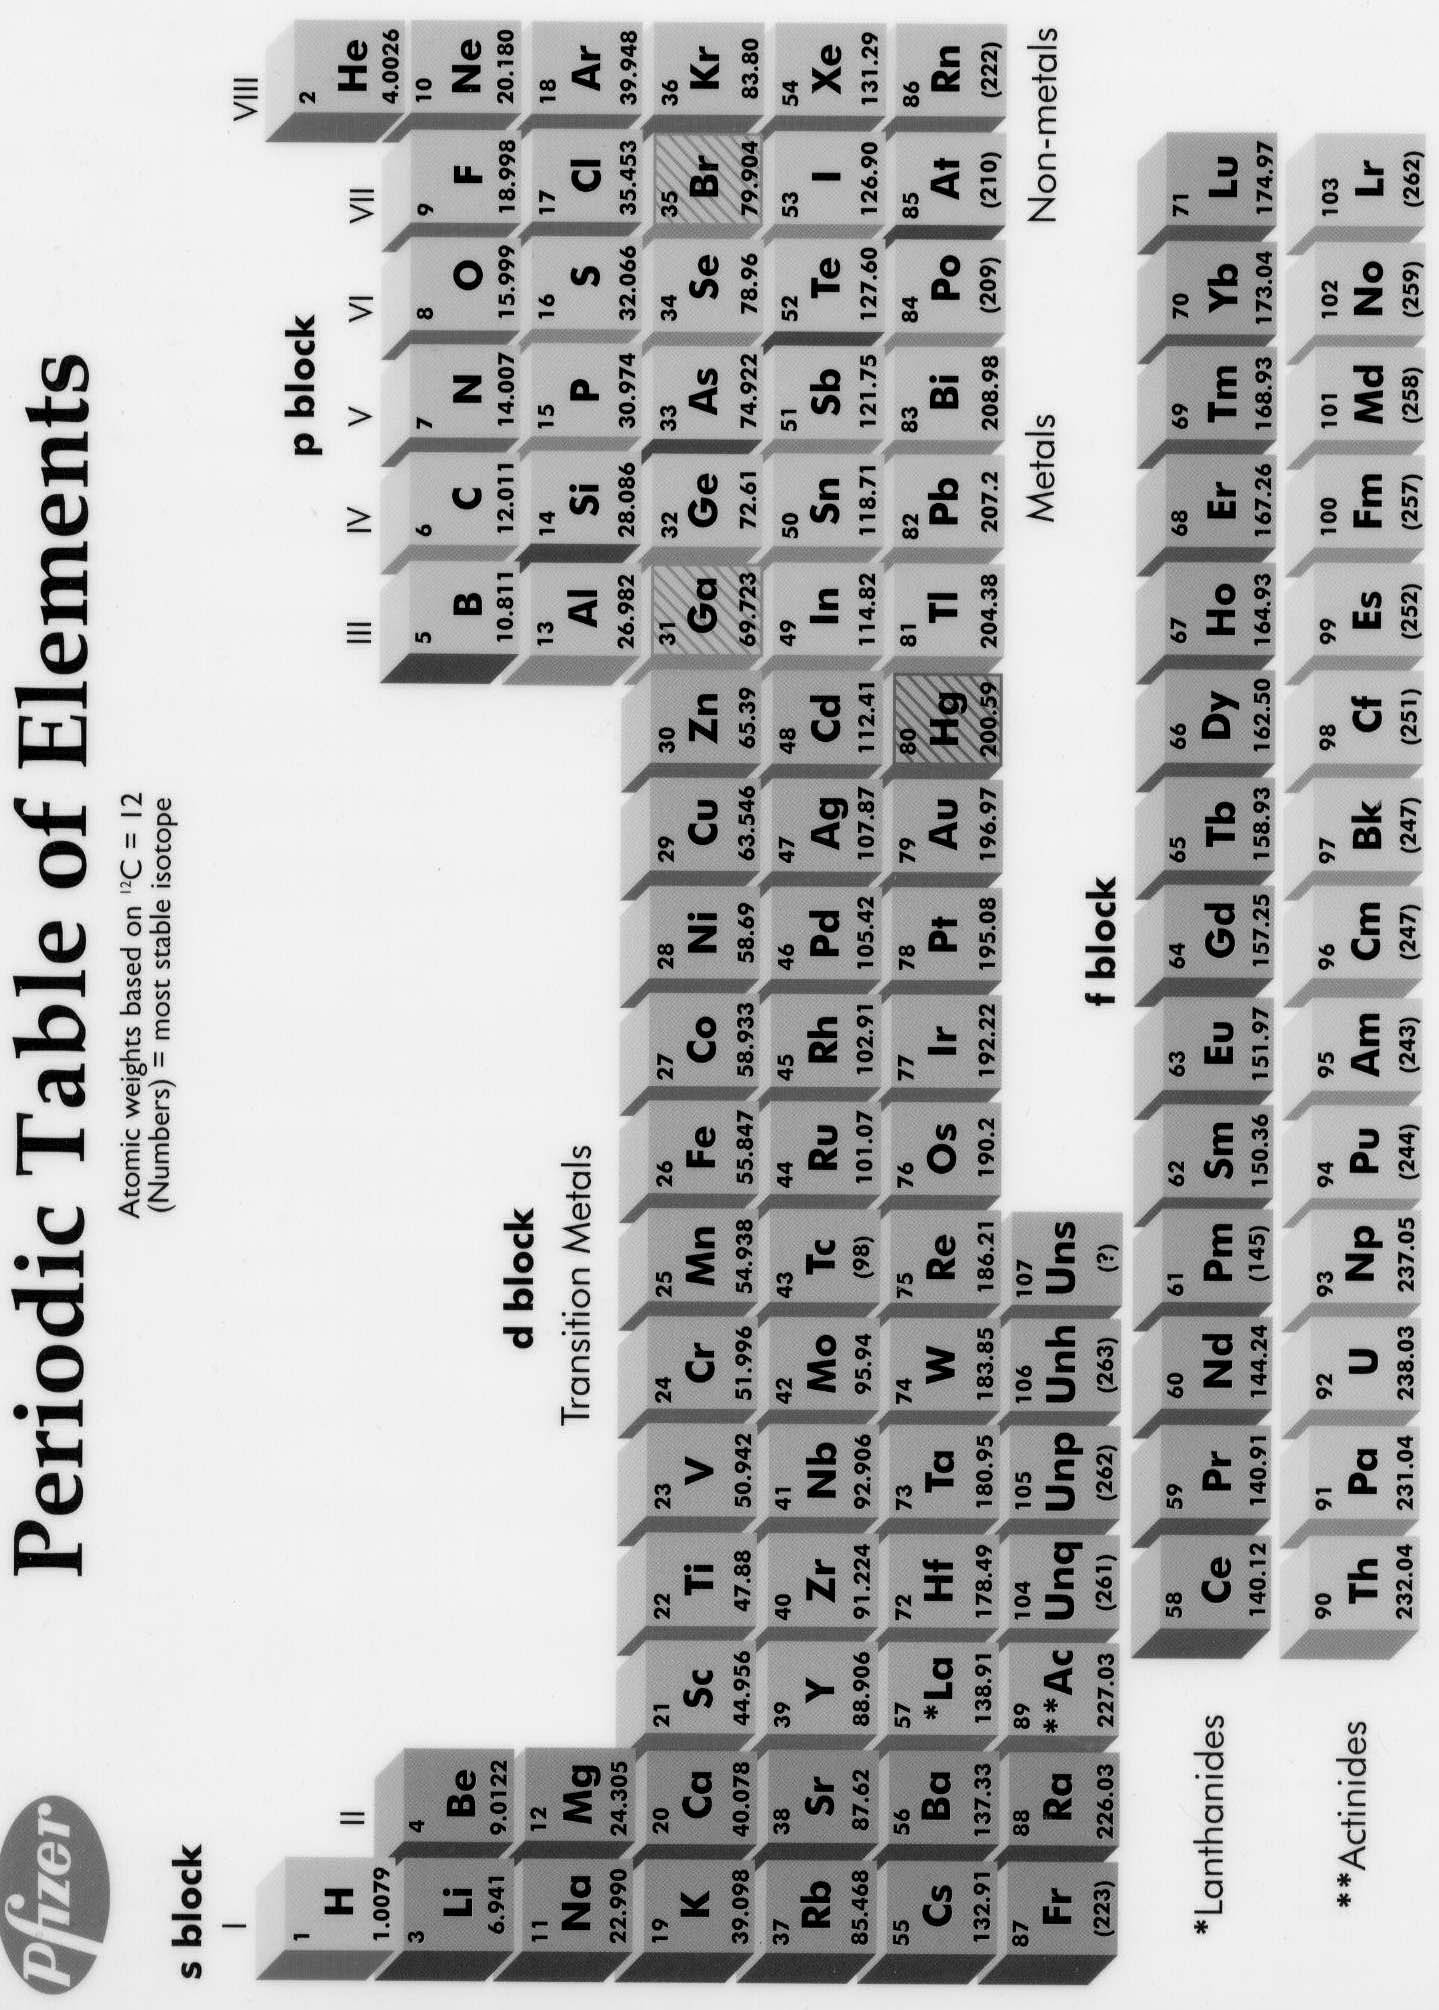 Pfizer
Periodic Table of Elements
Atomic weights based on ¹²C = 12
(Numbers) = most stable isotope
s block
p block
d block
Transition Metals
f block
I II III IV V VI VII VIII
1 H 1.0079
2 He 4.0026
3 Li 6.941
4 Be 9.0122
5 B 10.811
6 C 12.011
7 N 14.007
8 O 15.999
9 F 18.998
10 Ne 20.180
11 Na 22.990
12 Mg 24.305
13 Al 26.982
14 Si 28.086
15 P 30.974
16 S 32.066
17 Cl 35.453
18 Ar 39.948
19 K 39.098
20 Ca 40.078
21 Sc 44.956
22 Ti 47.88
23 V 50.942
24 Cr 51.996
25 Mn 54.938
26 Fe 55.847
27 Co 58.933
28 Ni 58.69
29 Cu 63.546
30 Zn 65.39
31 Ga 69.723
32 Ge 72.61
33 As 74.922
34 Se 78.96
35 Br 79.904
36 Kr 83.80
37 Rb 85.468
38 Sr 87.62
39 Y 88.906
40 Zr 91.224
41 Nb 92.906
42 Mo 95.94
43 Tc (98)
44 Ru 101.07
45 Rh 102.91
46 Pd 105.42
47 Ag 107.87
48 Cd 112.41
49 In 114.82
50 Sn 118.71
51 Sb 121.75
52 Te 127.60
53 I 126.90
54 Xe 131.29
55 Cs 132.91
56 Ba 137.33
57 *La 138.91
72 Hf 178.49
73 Ta 180.95
74 W 183.85
75 Re 186.21
76 Os 190.2
77 Ir 192.22
78 Pt 195.08
79 Au 196.97
80 Hg 200.59
81 Tl 204.38
82 Pb 207.2
83 Bi 208.98
84 Po (209)
85 At (210)
86 Rn (222)
87 Fr (223)
88 Ra 226.03
89 **Ac 227.03
104 Unq (261)
105 Unp (262)
106 Unh (263)
107 Uns (?)
Metals
Non-metals
*Lanthanides
58 Ce 140.12
59 Pr 140.91
60 Nd 144.24
61 Pm (145)
62 Sm 150.36
63 Eu 151.97
64 Gd 157.25
65 Tb 158.93
66 Dy 162.50
67 Ho 164.93
68 Er 167.26
69 Tm 168.93
70 Yb 173.04
71 Lu 174.97
**Actinides
90 Th 232.04
91 Pa 231.04
92 U 238.03
93 Np 237.05
94 Pu (244)
95 Am (243)
96 Cm (247)
97 Bk (247)
98 Cf (251)
99 Es (252)
100 Fm (257)
101 Md (258)
102 No (259)
103 Lr (262)